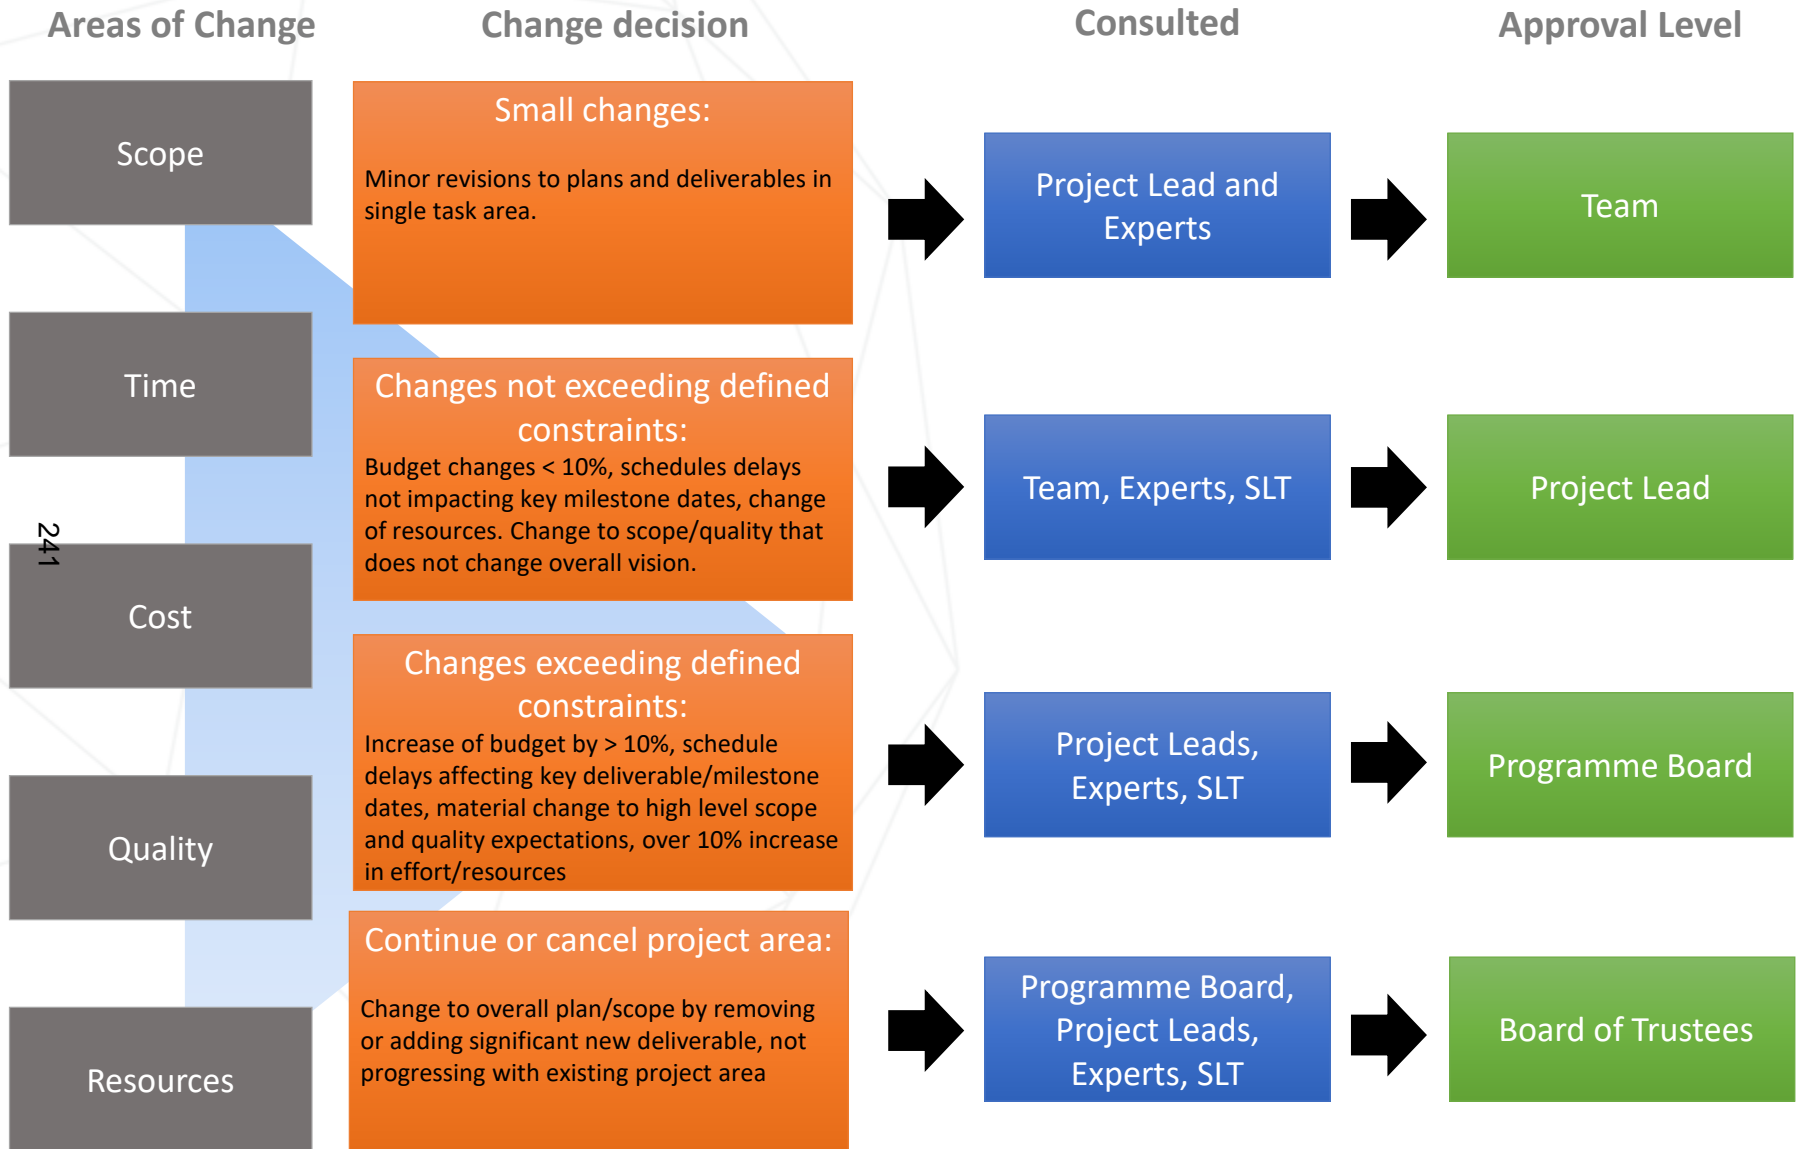 Areas of Change
Change decision
Consulted
Approval Level
Scope
Time
241
Cost
Quality
Resources
Small changes:
Minor revisions to plans and deliverables in
single task area.
Project Lead and
Experts
Team
Changes not exceeding defined
constraints:
Budget changes < 10%, schedules delays
not impacting key milestone dates, change
of resources. Change to scope/quality that
does not change overall vision.
Team, Experts, SLT
Project Lead
Changes exceeding defined
constraints:
Increase of budget by > 10%, schedule
delays affecting key deliverable/milestone
dates, material change to high level scope
and quality expectations, over 10% increase
in effort/resources
Project Leads,
Experts, SLT
Programme Board
Continue or cancel project area:
Change to overall plan/scope by removing
or adding significant new deliverable, not
progressing with existing project area
Programme Board,
Project Leads,
Experts, SLT
Board of Trustees